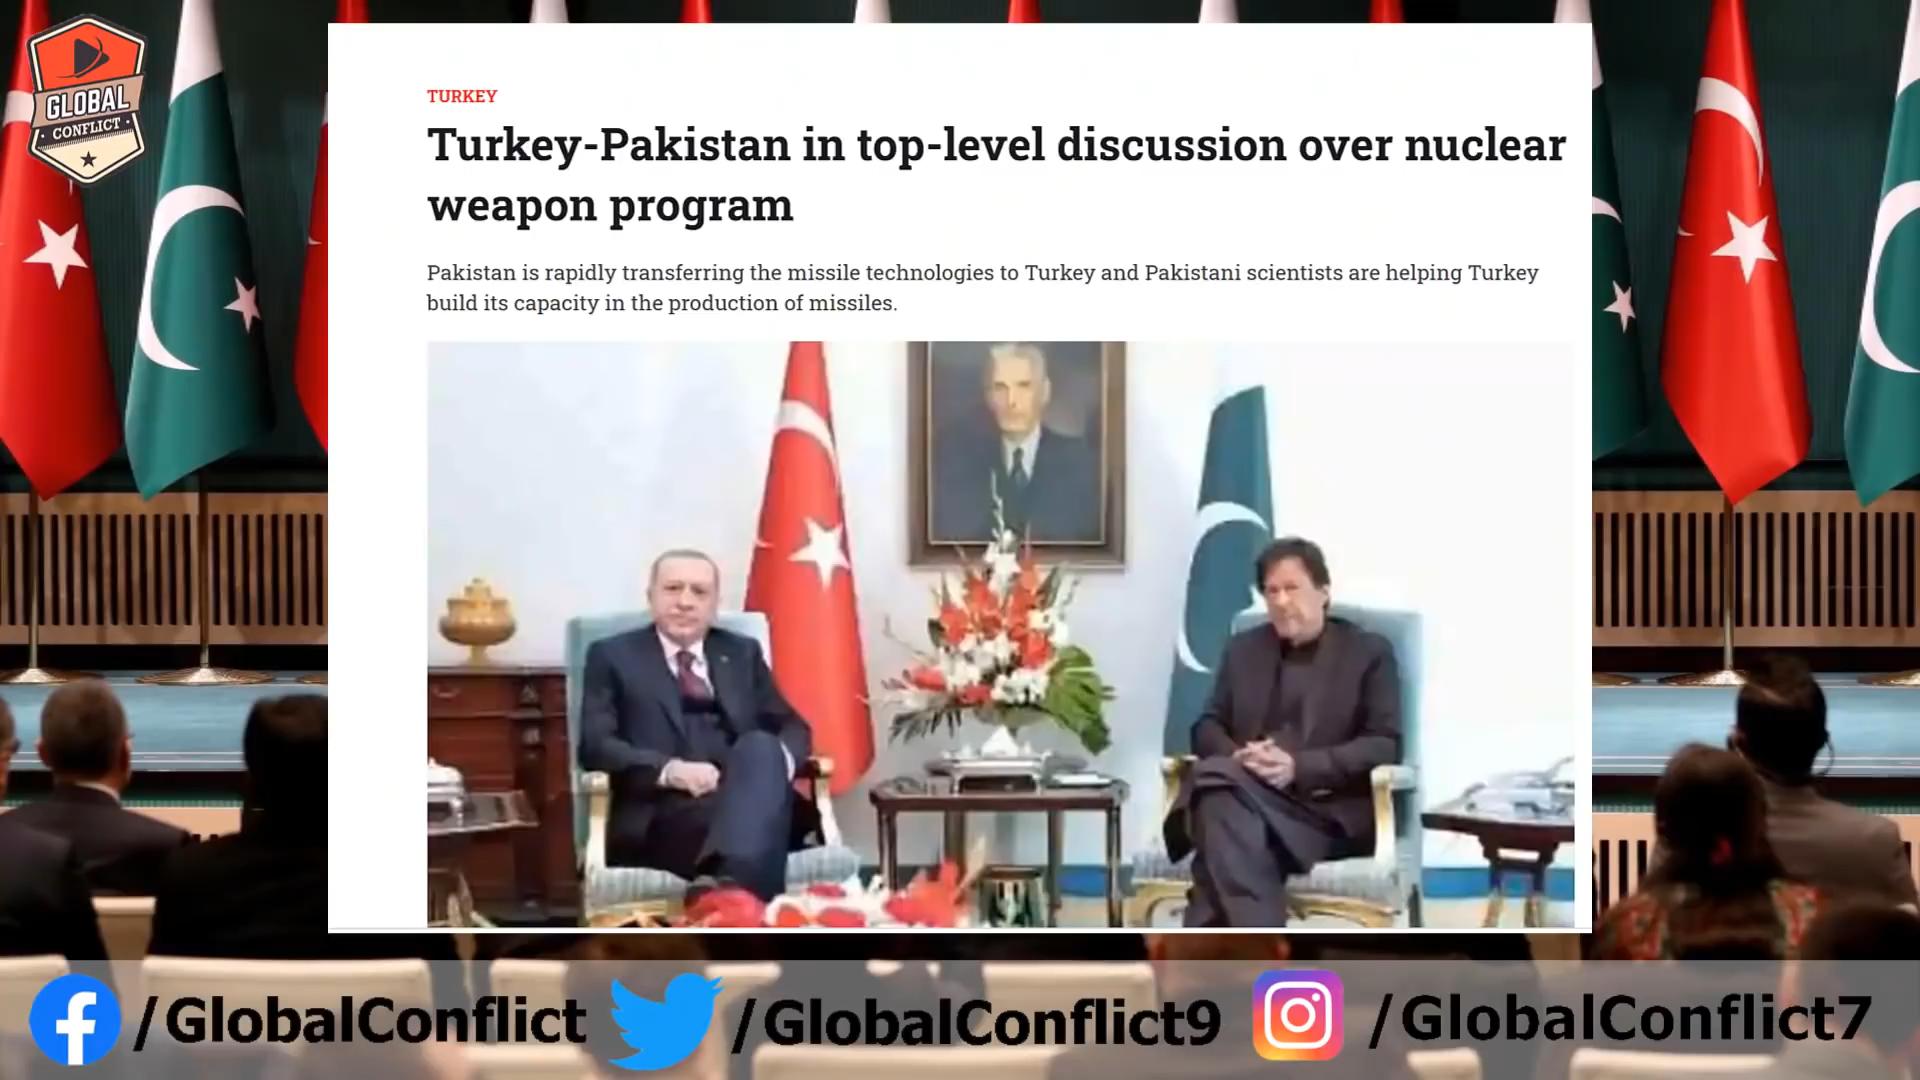 GLOBAL
CONFLICT
TURKEY
Turkey-Pakistan in top-level discussion over nuclear
weapon program
Pakistan is rapidly transferring the missile technologies to Turkey and Pakistani scientists are helping Turkey
build its capacity in the production of missiles.
/GlobalConflict
/GlobalConflict9
/GlobalConflict7